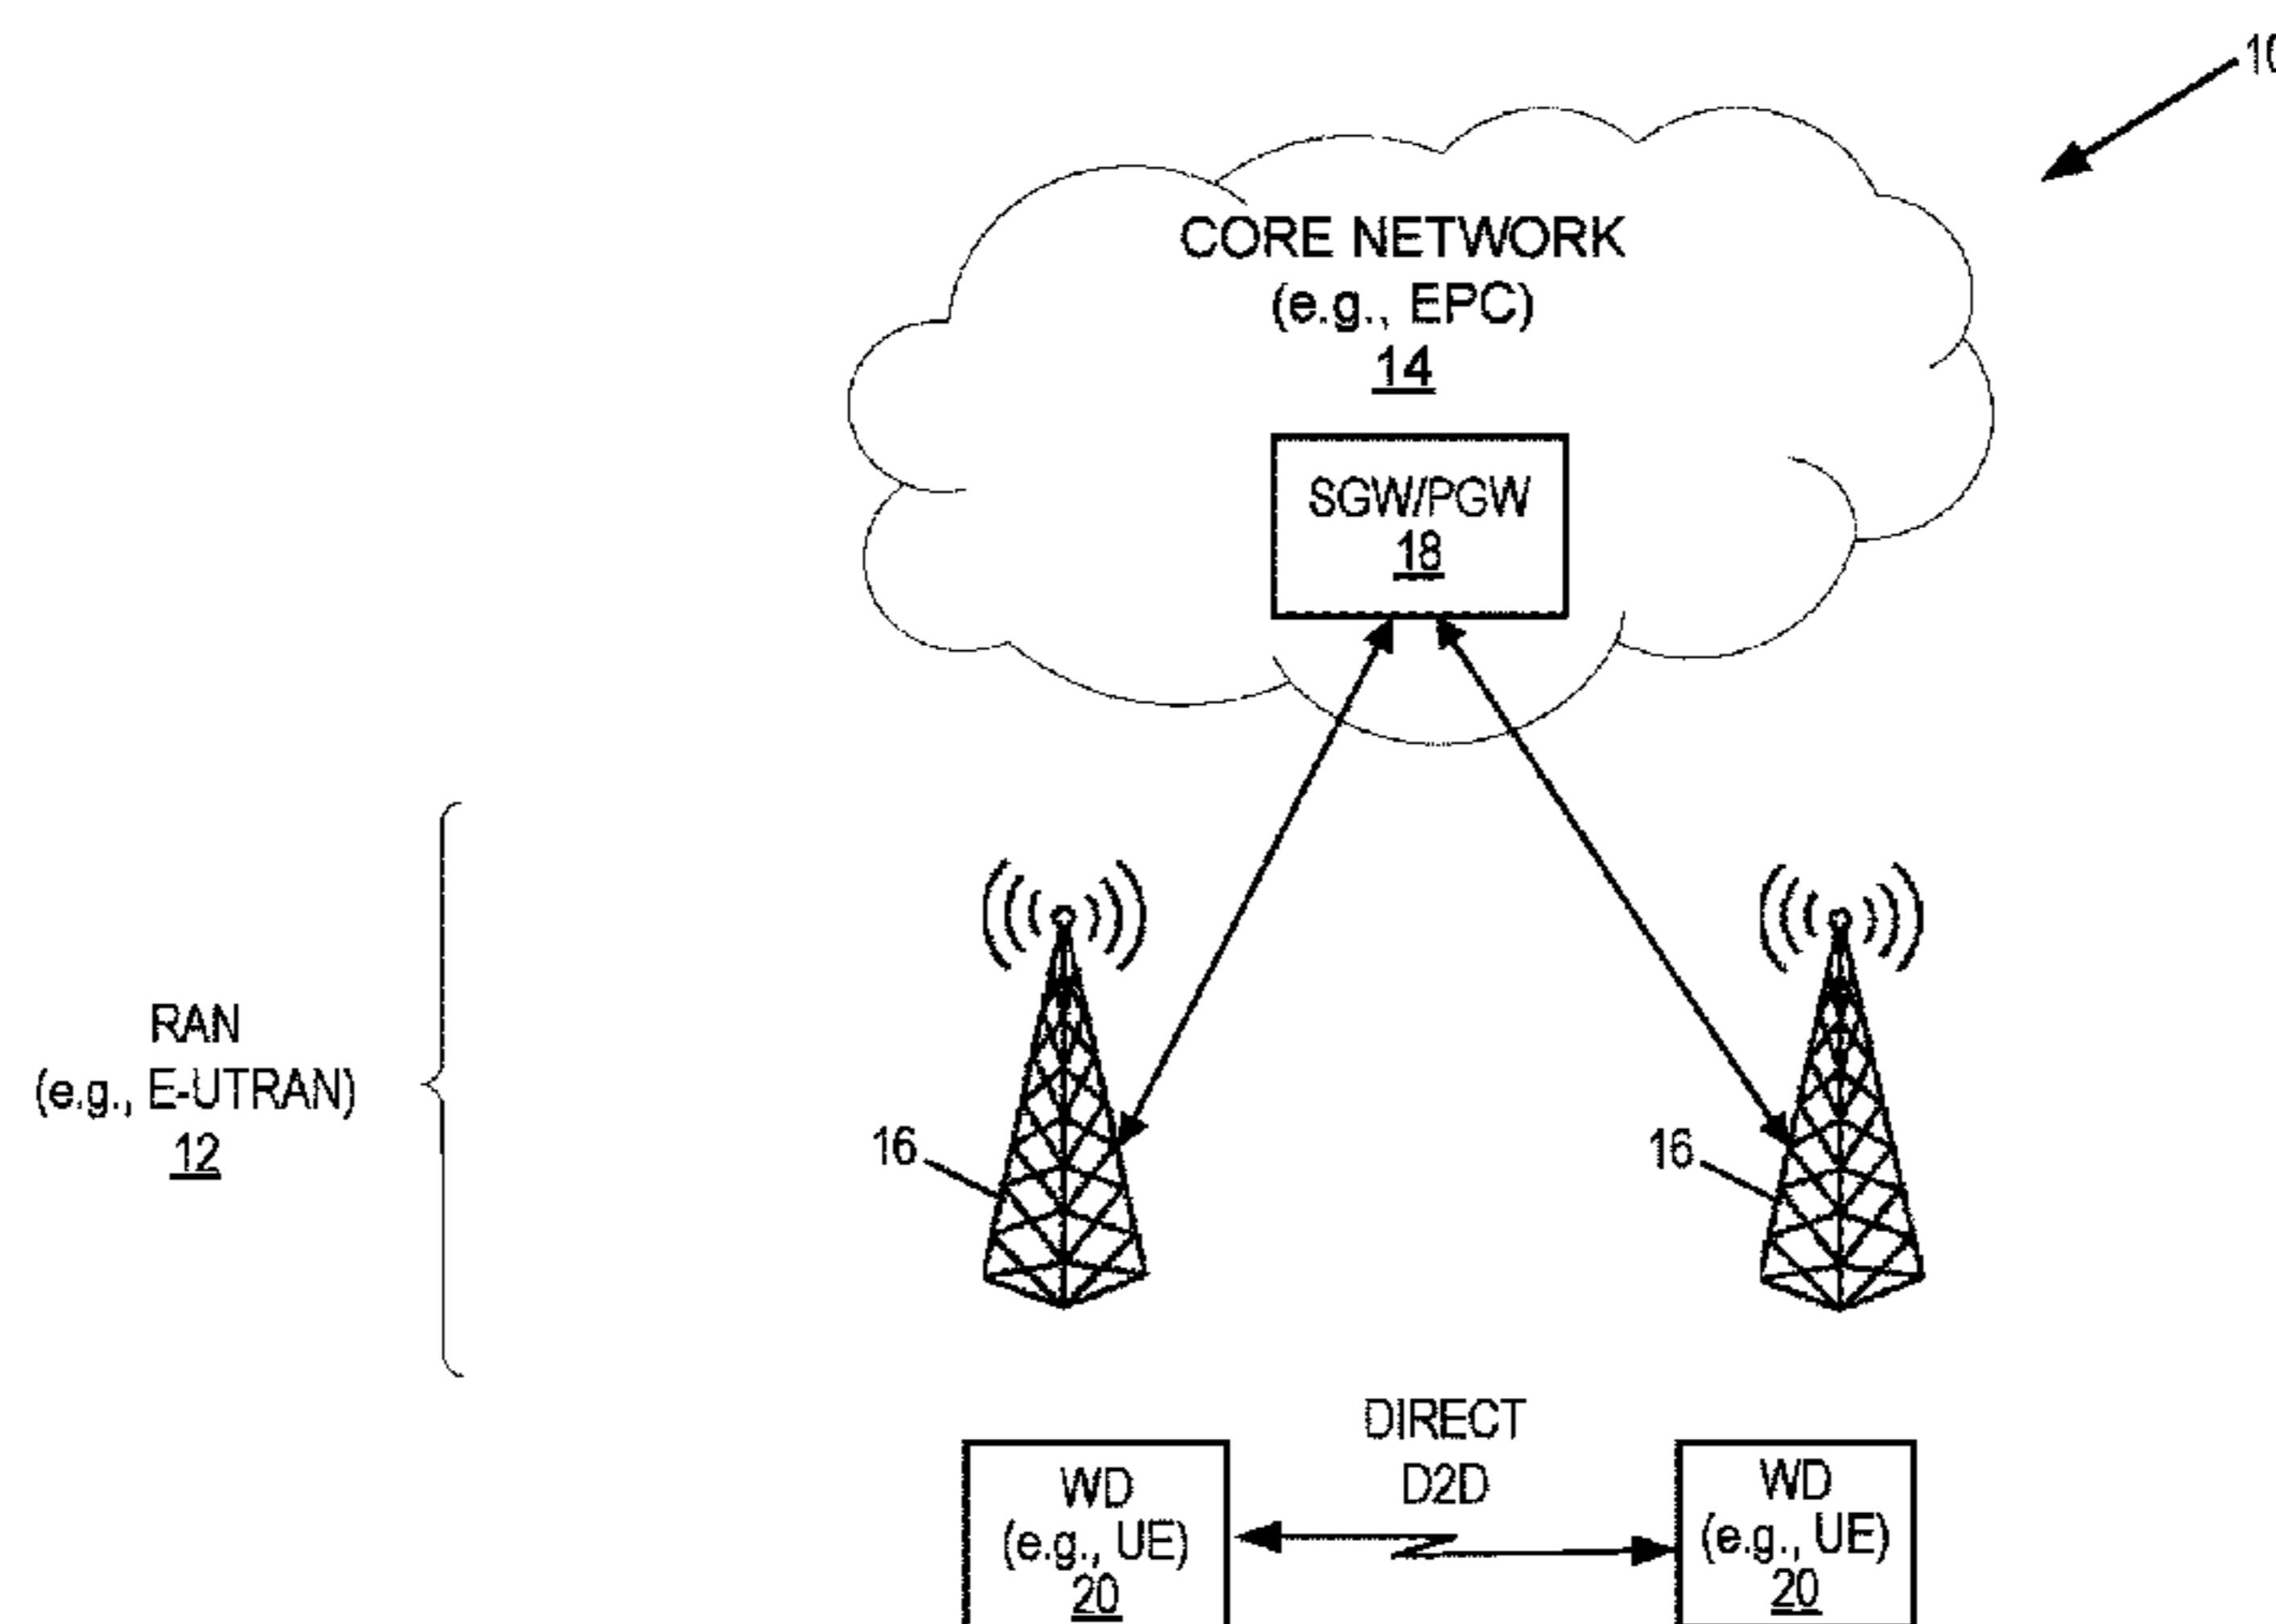 10
CORE NETWORK
(e.g., EPC)
14
SGW/PGW
18
RAN
(e.g., E-UTRAN)
12
16
16
DIRECT
D2D
WD
(e.g., UE)
20
WD
(e.g., UE)
20